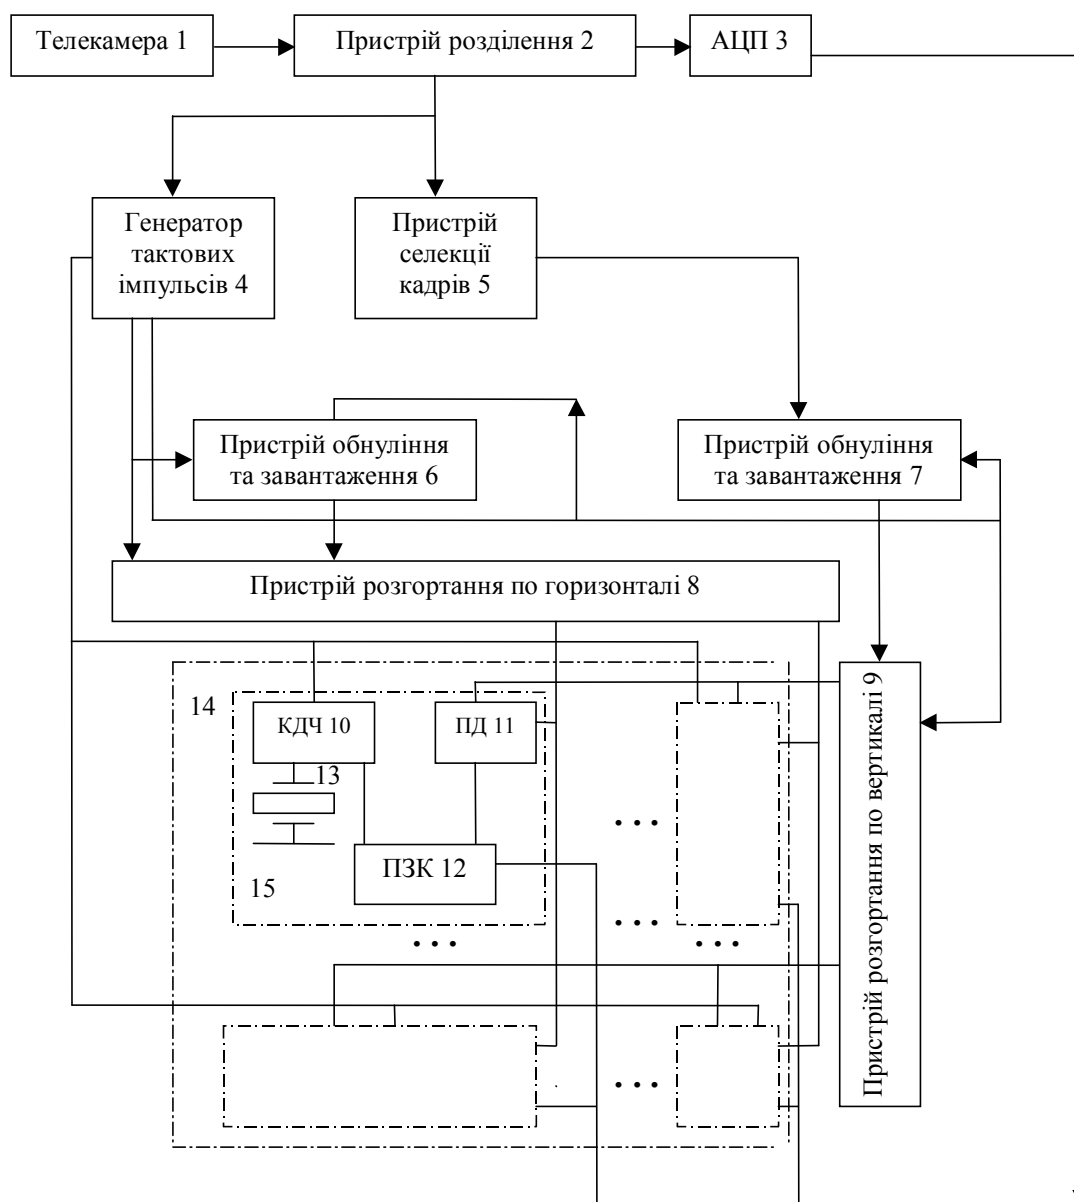 Телекамера 1
Пристрій розділення 2
АЦП 3
Генератор
тактових
імпульсів 4
Пристрій
селекції
кадрів 5
Пристрій обнуління
та завантаження 6
Пристрій обнуління
та завантаження 7
Пристрій розгортання по горизонталі 8
14
КДЧ 10
ПД 11
13
ПЗК 12
15
Пристрій розгортання по вертикалі 9